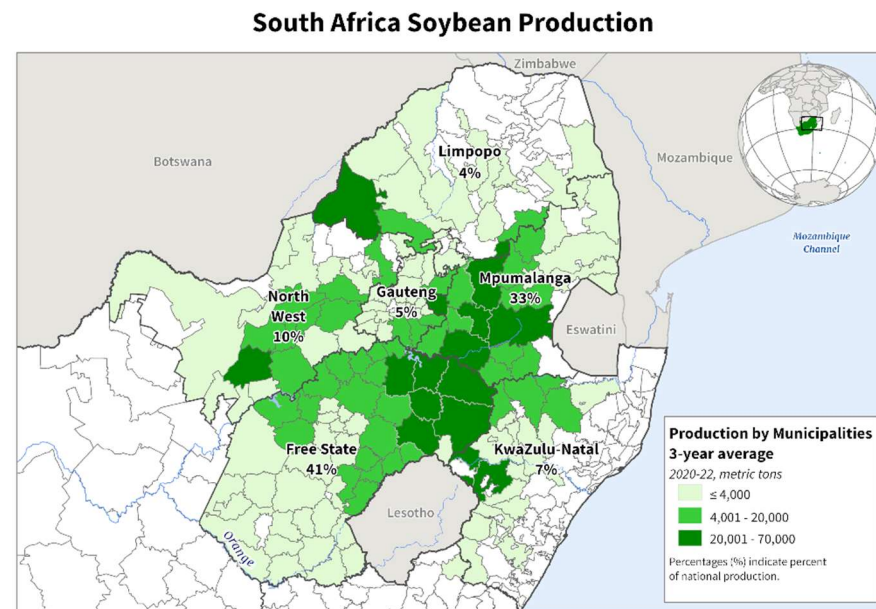 South Africa Soybean Production
Zimbabwe
Botswana
Limpopo
4%
Mozambique
Mozambique
Channel
Mpumalanga
33%
Gauteng
5%
North
West
10%
Eswatini
Free State
41%
KwaZulu-Natal
7%
Lesotho
Orange
Production by Municipalities
3-year average
2020-22, metric tons
≤ 4,000
4,001 - 20,000
20,001 - 70,000
Percentages (%) indicate percent
of national production.